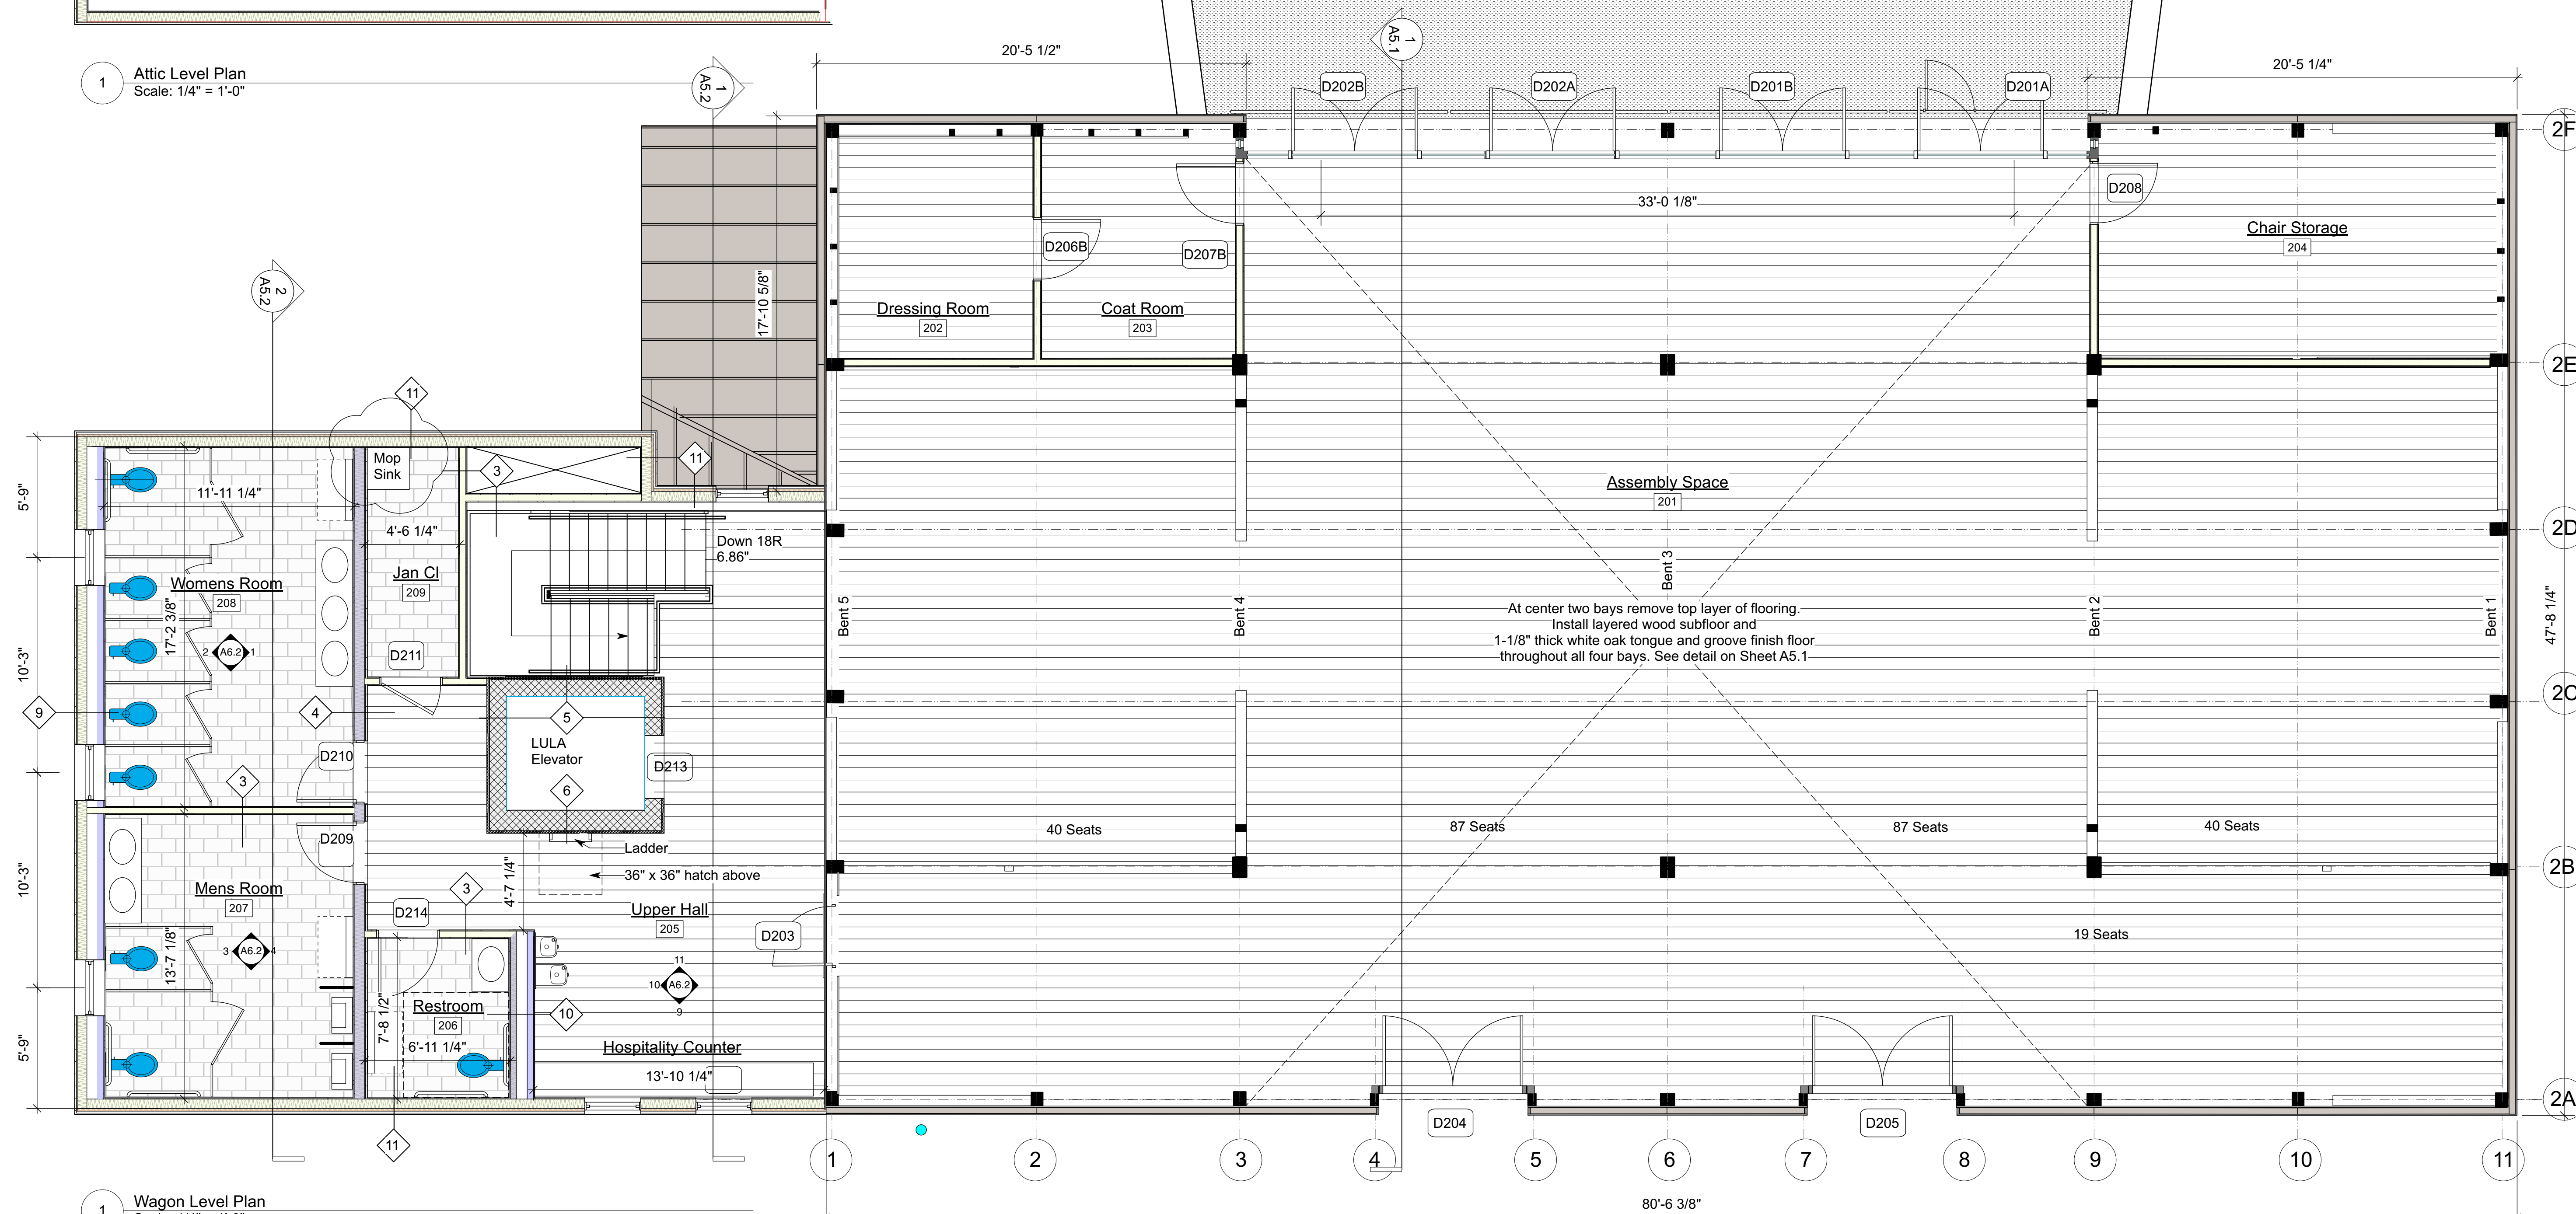 1
Attic Level Plan
Scale: 1/4" = 1'-0"
1
A5.2
20'-5 1/2"
1
A5.1
20'-5 1/4"
D202B
D202A
D201B
D201A
2F
33'-0 1/8"
D208
D206B
D207B
Chair Storage
204
2
A5.2
17'-10 5/8"
Dressing Room
202
Coat Room
203
2E
11
Mop
Sink
3
11
5'-9"
11'-11 1/4"
4'-6 1/4"
Assembly Space
201
2D
Down 18R
6.86"
Jan Cl
209
Womens Room
208
17'-2 3/8"
2
A6.2
1
D211
Bent 5
Bent 4
Bent 3
Bent 2
Bent 1
47'-8 1/4"
At center two bays remove top layer of flooring.
Install layered wood subfloor and
1-1/8" thick white oak tongue and groove finish floor
throughout all four bays. See detail on Sheet A5.1
10'-3"
9
4
5
2C
LULA
Elevator
D210
D213
3
6
D209
Ladder
40 Seats
87 Seats
87 Seats
40 Seats
36" x 36" hatch above
4'-7 1/4"
10'-3"
2B
Mens Room
207
3
D214
Upper Hall
205
D203
19 Seats
3
A6.2
4
13'-7 1/8"
11
10
A6.2
9
Restroom
206
7'-8 1/2"
6'-11 1/4"
10
5'-9"
Hospitality Counter
13'-10 1/4"
2A
D204
D205
11
1
2
3
4
5
6
7
8
9
10
11
1
Wagon Level Plan
80'-6 3/8"